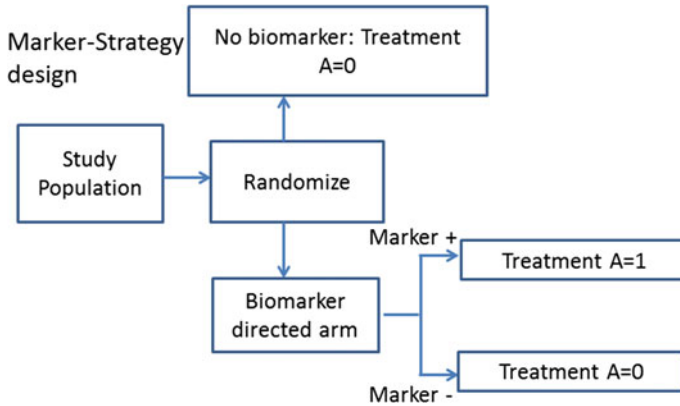 Marker-Strategy
design
No biomarker: Treatment
A=0
Study
Population
Randomize
Marker +
Treatment A=1
Biomarker
directed arm
Treatment A=0
Marker -